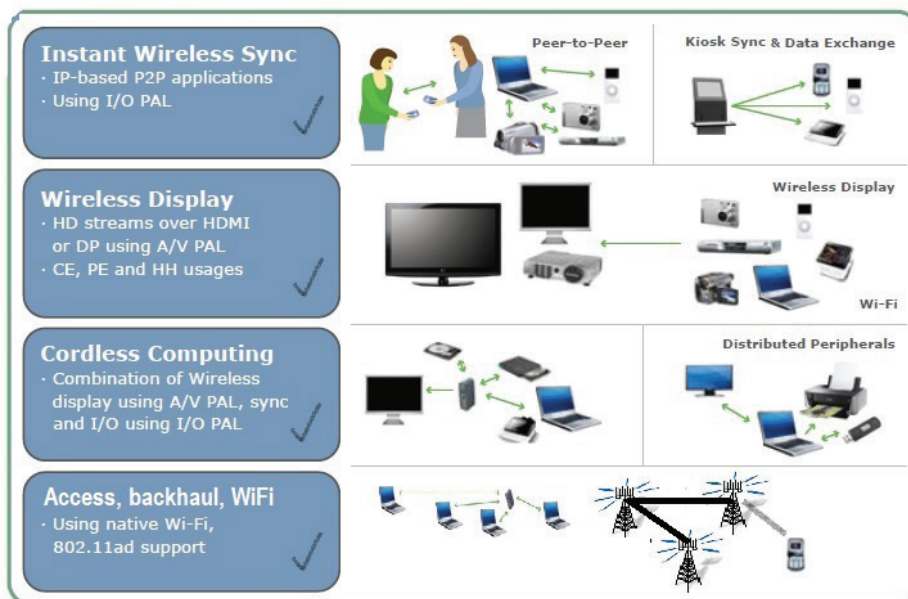 Instant Wireless Sync
· IP-based P2P applications
· Using I/O PAL
Peer-to-Peer
Kiosk Sync & Data Exchange
Wireless Display
· HD streams over HDMI
or DP using A/V PAL
· CE, PE and HH usages
Wireless Display
Wi-Fi
Cordless Computing
· Combination of Wireless
display using A/V PAL, sync
and I/O using I/O PAL
Distributed Peripherals
Access, backhaul, WiFi
· Using native Wi-Fi,
802.11ad support